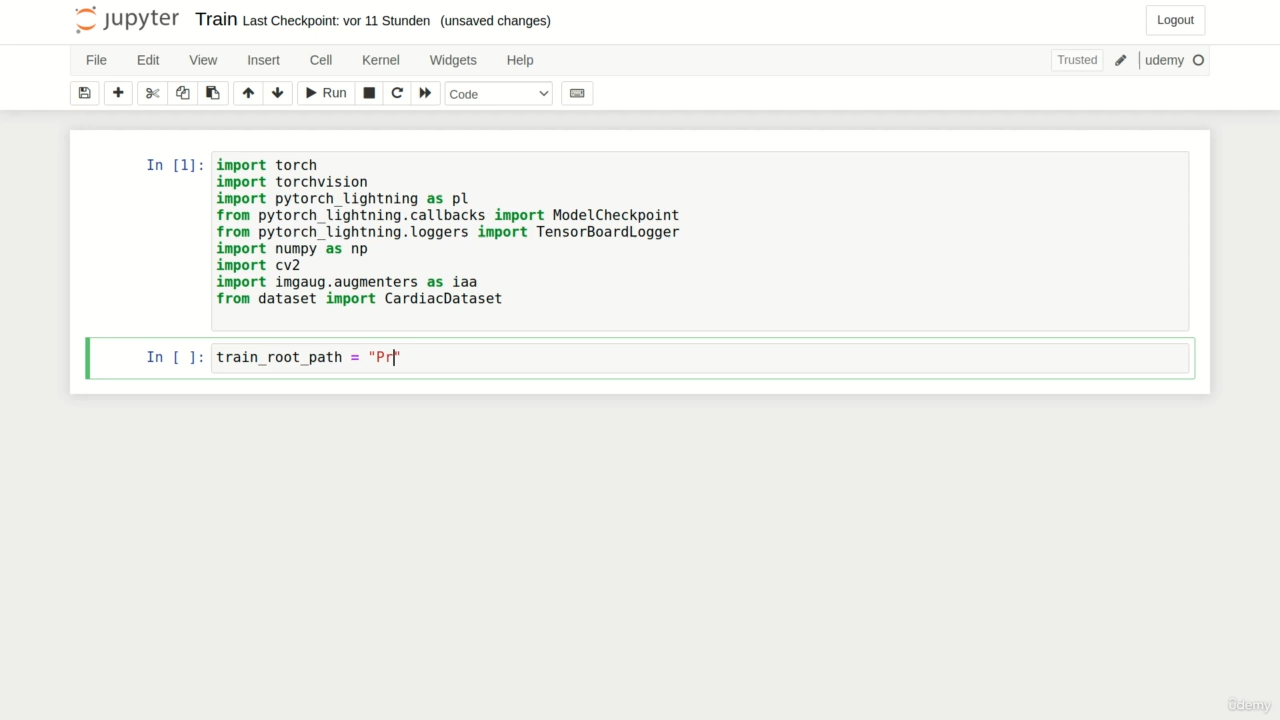 jupyter Train Last Checkpoint: vor 11 Stunden (unsaved changes) Logout
File Edit View Insert Cell Kernel Widgets Help Trusted udemy
Run Code
In [1]: import torch
import torchvision
import pytorch_lightning as pl
from pytorch_lightning.callbacks import ModelCheckpoint
from pytorch_lightning.loggers import TensorBoardLogger
import numpy as np
import cv2
import imgaug.augmenters as iaa
from dataset import CardiacDataset
In [ ]: train_root_path = "Pr"
Udemy